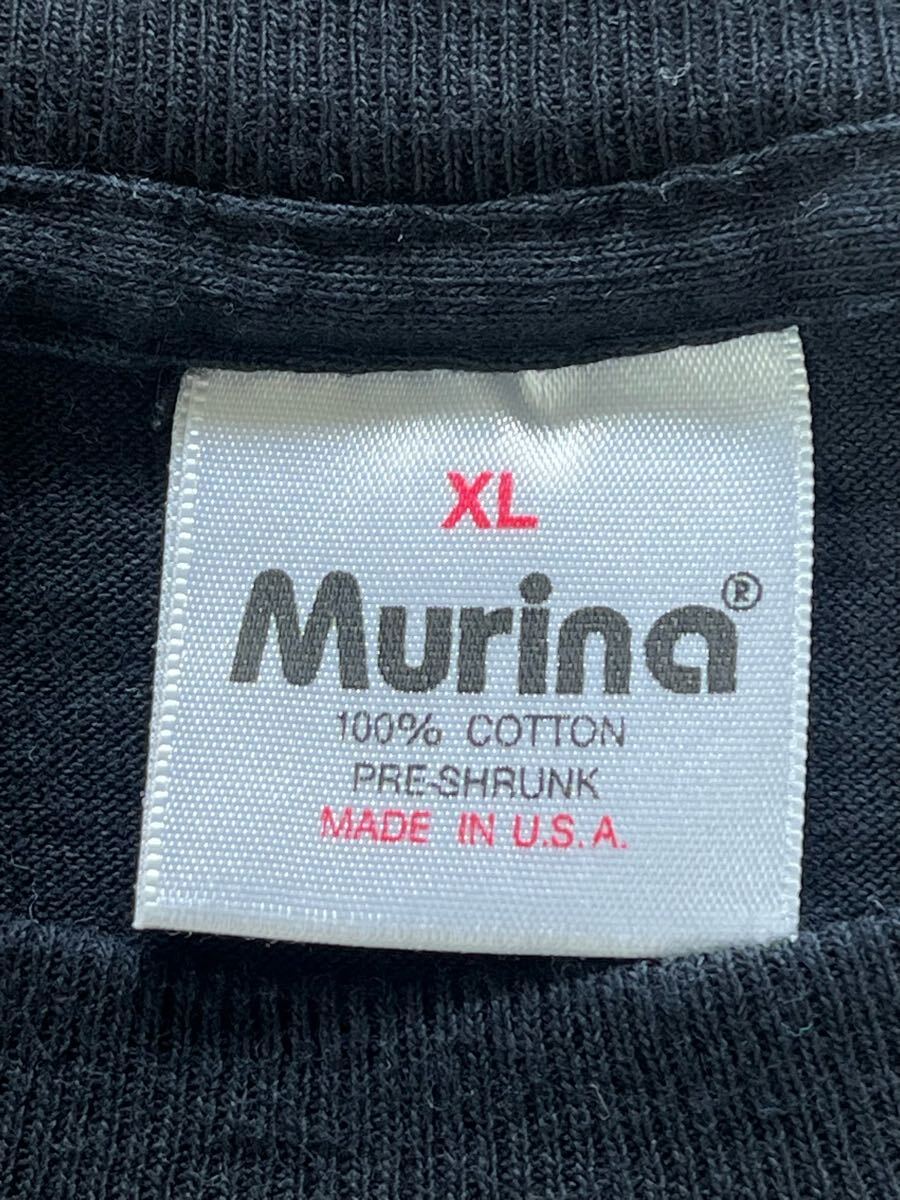 XL
Murina®
100% COTTON
PRE-SHRUNK
MADE IN U.S.A.